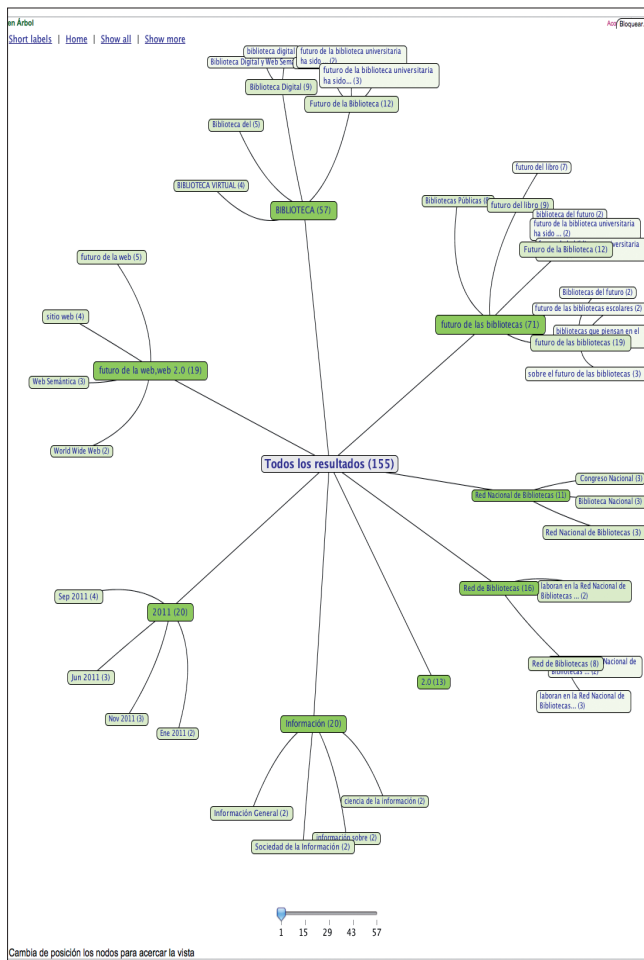 en Árbol
Bloquear
Short labels | Home | Show all | Show more
biblioteca digital
futuro de la biblioteca universitaria
ha sido ... (2)
Biblioteca Digital y Web
futuro de la biblioteca universitaria
ha sido... (3)
Biblioteca Digital (9)
Futuro de la Biblioteca (12)
Biblioteca del (5)
BIBLIOTECA VIRTUAL (4)
BIBLIOTECA (57)
futuro del libro (7)
Bibliotecas Públicas
futuro del libro (9)
biblioteca del futuro (2)
futuro de la biblioteca universitaria
ha sido ... (2)
universitaria
Futuro de la Biblioteca (12)
futuro de la web (5)
Bibliotecas del futuro (2)
futuro de las bibliotecas escolares (2)
sitio web (4)
futuro de las bibliotecas (71)
bibliotecas que piensan en el
futuro de las bibliotecas (19)
futuro de la web,web 2.0 (19)
sobre el futuro de las bibliotecas (3)
Web Semántica (3)
World Wide Web (2)
Todos los resultados (155)
Congreso Nacional (3)
Red Nacional de Bibliotecas (11)
Biblioteca Nacional (3)
Red Nacional de Bibliotecas (3)
Red de Bibliotecas (16)
laboran en la Red Nacional de
Bibliotecas ... (2)
Sep 2011 (4)
2011 (20)
Red de Bibliotecas (8)
Nacional de
Bibliotecas ... (2)
Jun 2011 (3)
2.0 (13)
laboran en la Red Nacional de
Bibliotecas... (3)
Nov 2011 (3)
Ene 2011 (2)
Información (20)
ciencia de la información (2)
Información General (2)
información sobre (2)
Sociedad de la Información (2)
1 15 29 43 57
Cambia de posición los nodos para acercar la vista